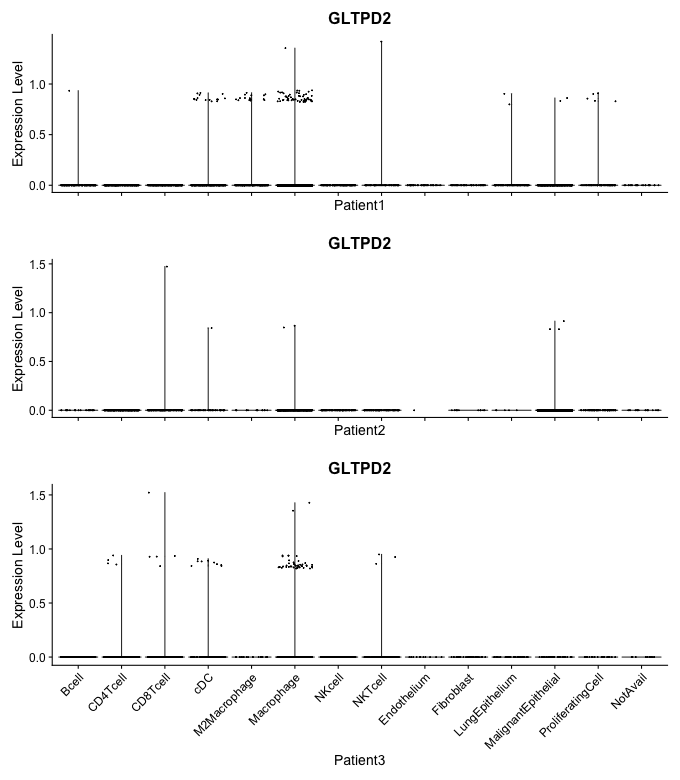 GLTPD2
Expression Level
1.0
0.5
0.0
Patient1
GLTPD2
Expression Level
1.5
1.0
0.5
0.0
Patient2
GLTPD2
Expression Level
1.5
1.0
0.5
0.0
Bcell
CD4Tcell
CD8Tcell
cDC
M2Macrophage
Macrophage
NKcell
NKTcell
Endothelium
Fibroblast
LungEpithelium
MalignantEpithelial
ProliferatingCell
NotAvail
Patient3